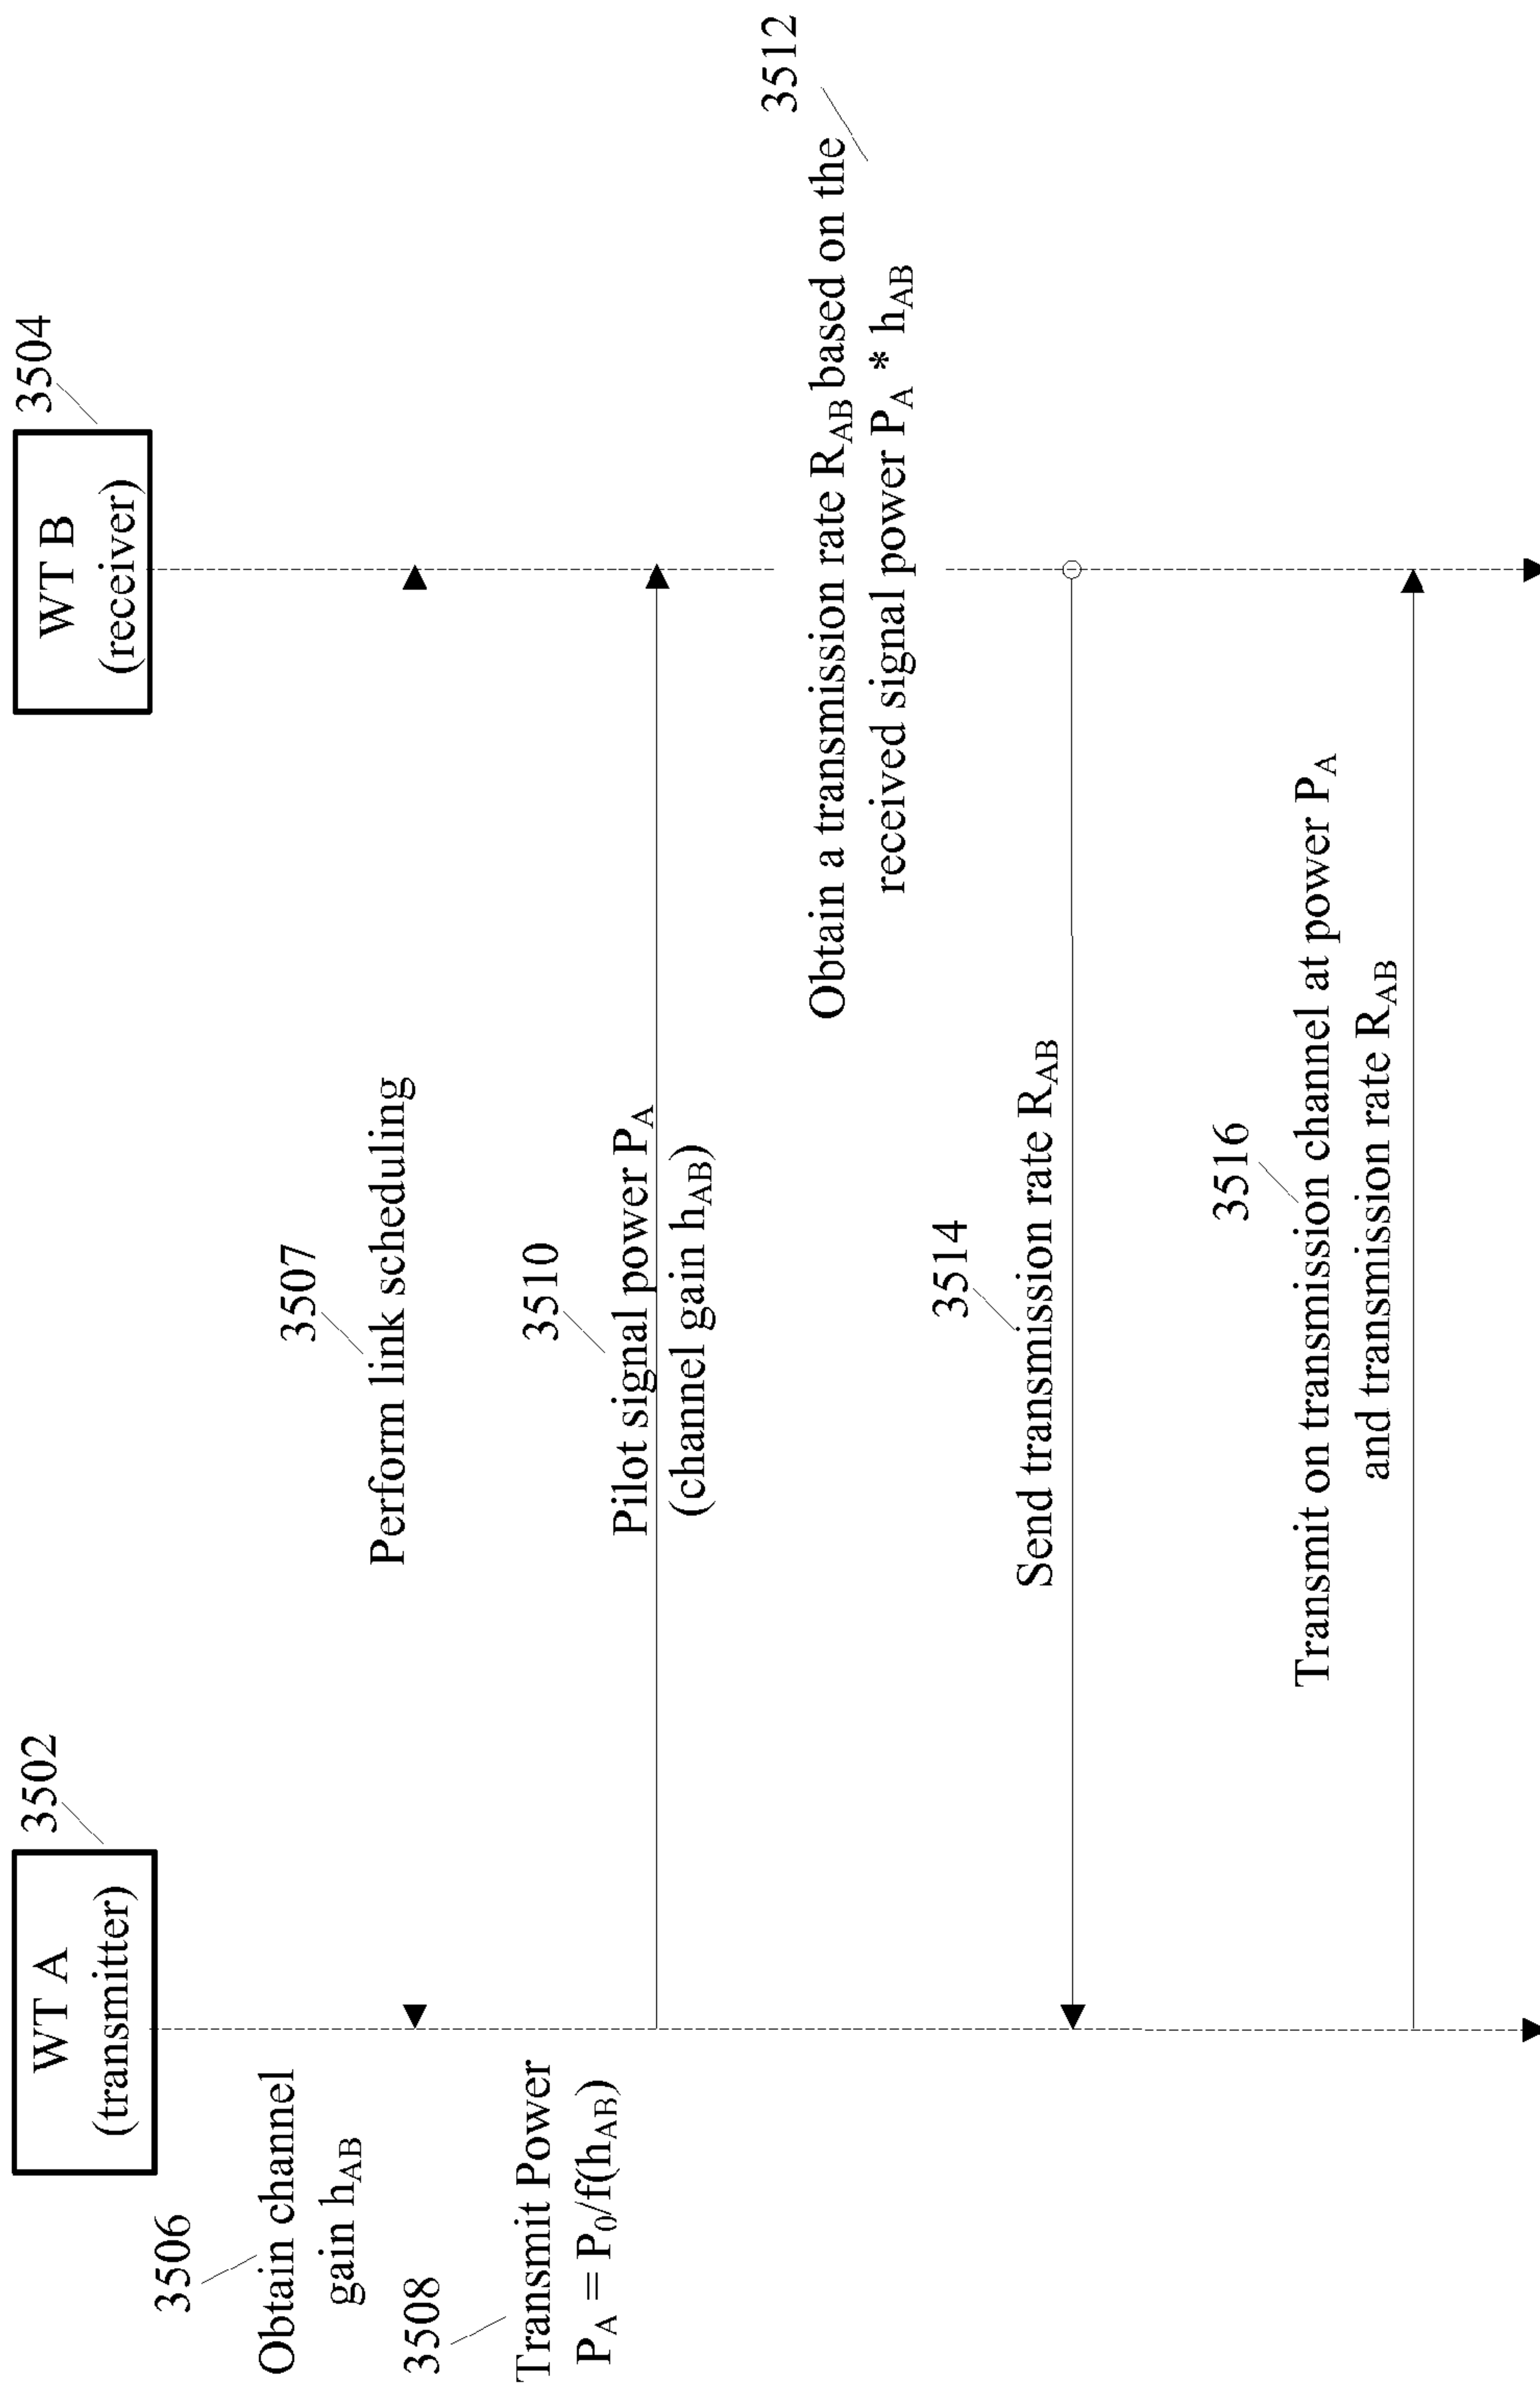 WT A
(transmitter)
3502
WT B
(receiver)
3504
3506
Obtain channel
gain h_AB
3507
Perform link scheduling
3508
Transmit Power
P_A = P_0/f(h_AB)
3510
Pilot signal power P_A
(channel gain h_AB)
3512
Obtain a transmission rate R_AB based on the
received signal power P_A * h_AB
3514
Send transmission rate R_AB
3516
Transmit on transmission channel at power P_A
and transmission rate R_AB